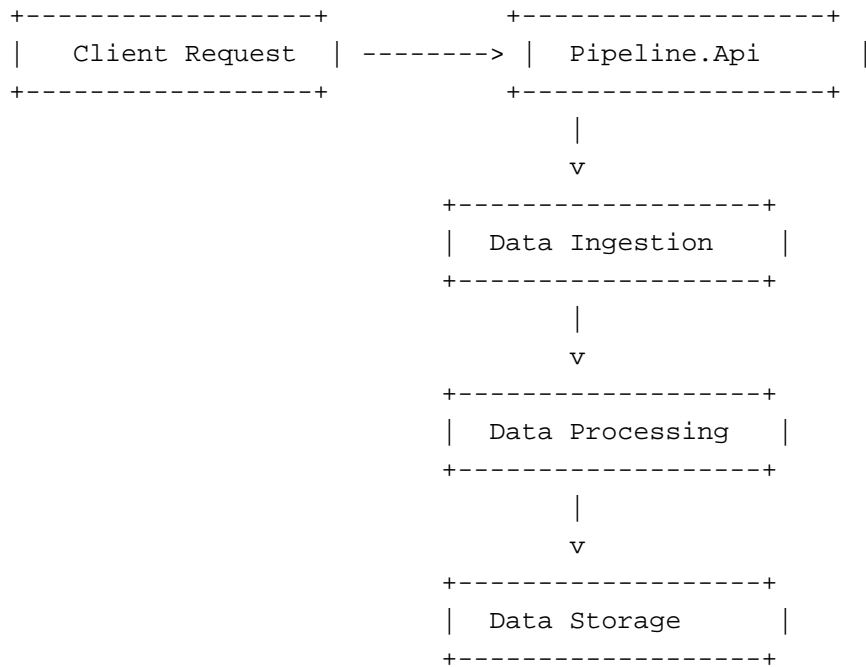 +------------------+ +-------------------+
| Client Request | --------> | Pipeline.Api |
+------------------+ +-------------------+
|
v
+-------------------+
| Data Ingestion |
+-------------------+
|
v
+-------------------+
| Data Processing |
+-------------------+
|
v
+-------------------+
| Data Storage |
+-------------------+